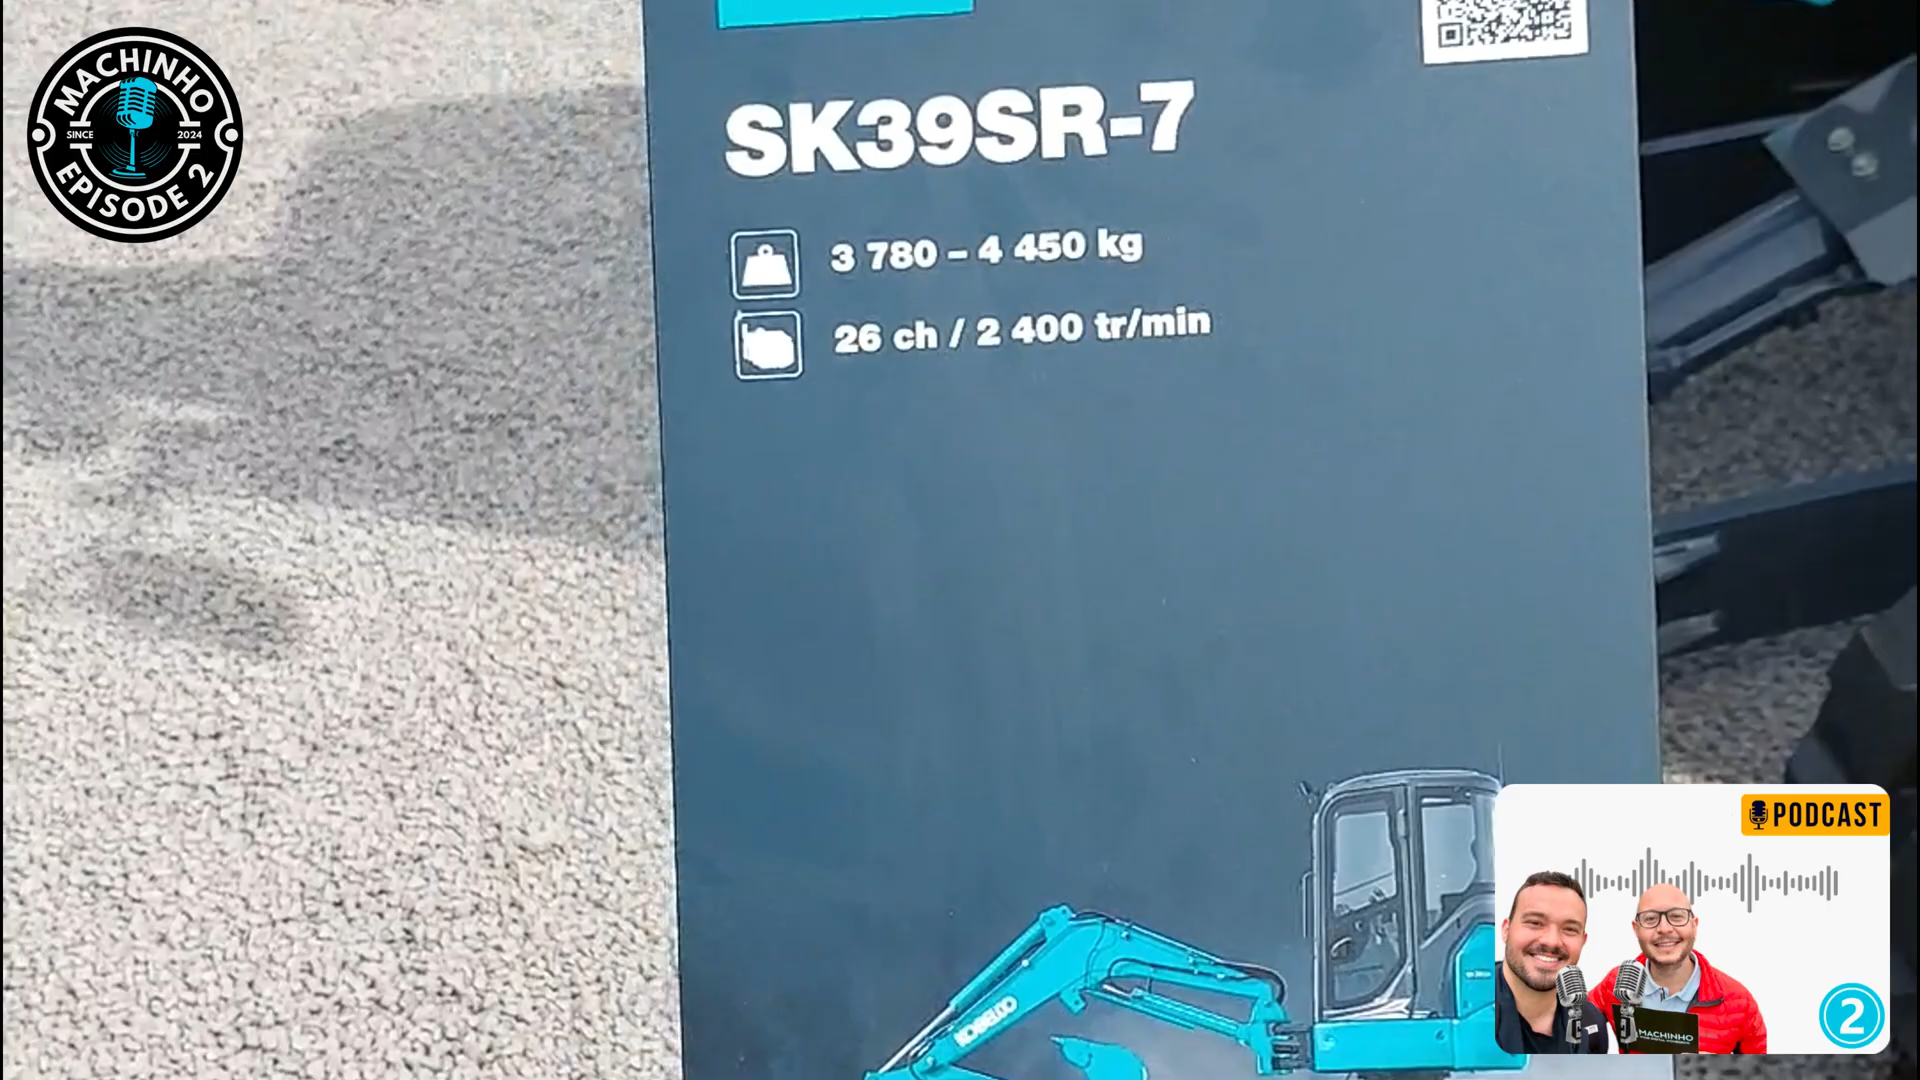 MACHINHO
SINCE 2024
EPISODE 2
SK39SR-7
3 780 – 4 450 kg
26 ch / 2 400 tr/min
KOBELCO
PODCAST
MACHINHO
2